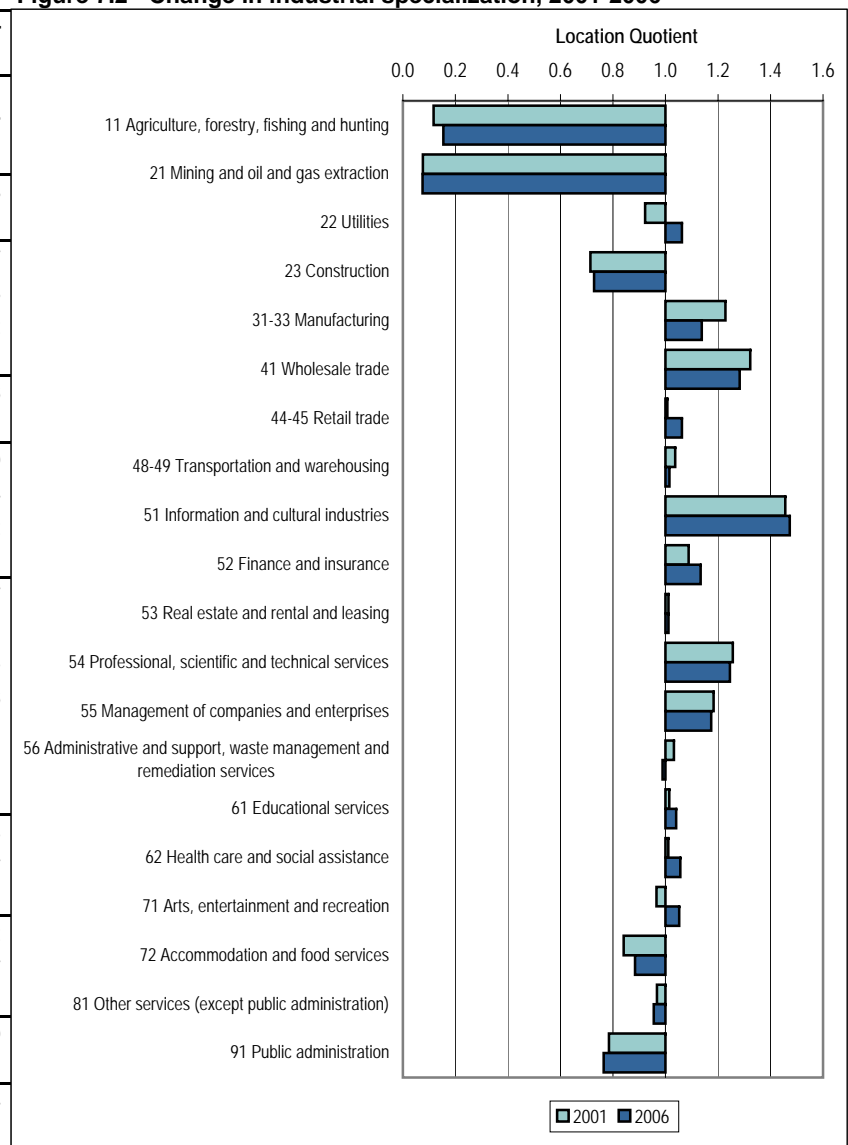 Location Quotient
0.0 0.2 0.4 0.6 0.8 1.0 1.2 1.4 1.6
11 Agriculture, forestry, fishing and hunting
21 Mining and oil and gas extraction
22 Utilities
23 Construction
31-33 Manufacturing
41 Wholesale trade
44-45 Retail trade
48-49 Transportation and warehousing
51 Information and cultural industries
52 Finance and insurance
53 Real estate and rental and leasing
54 Professional, scientific and technical services
55 Management of companies and enterprises
56 Administrative and support, waste management and
remediation services
61 Educational services
62 Health care and social assistance
71 Arts, entertainment and recreation
72 Accommodation and food services
81 Other services (except public administration)
91 Public administration
2001 2006